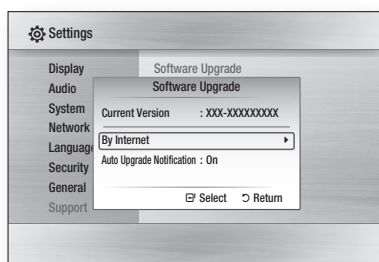 Settings
Display
Software Upgrade
Audio
System
Network
Language
Security
General
Support
Software Upgrade
Current Version : XXX-XXXXXXXXX
By Internet
Auto Upgrade Notification : On
Select Return